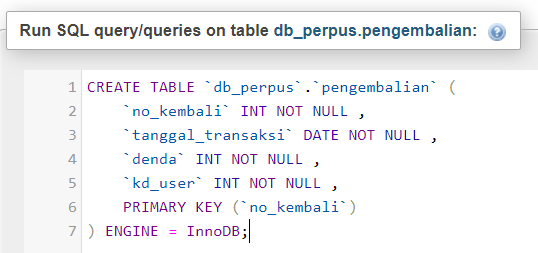 Run SQL query/queries on table db_perpus.pengembalian:
1 CREATE TABLE `db_perpus`.`pengembalian` (
2 `no_kembali` INT NOT NULL ,
3 `tanggal_transaksi` DATE NOT NULL ,
4 `denda` INT NOT NULL ,
5 `kd_user` INT NOT NULL ,
6 PRIMARY KEY (`no_kembali`)
7 ) ENGINE = InnoDB;